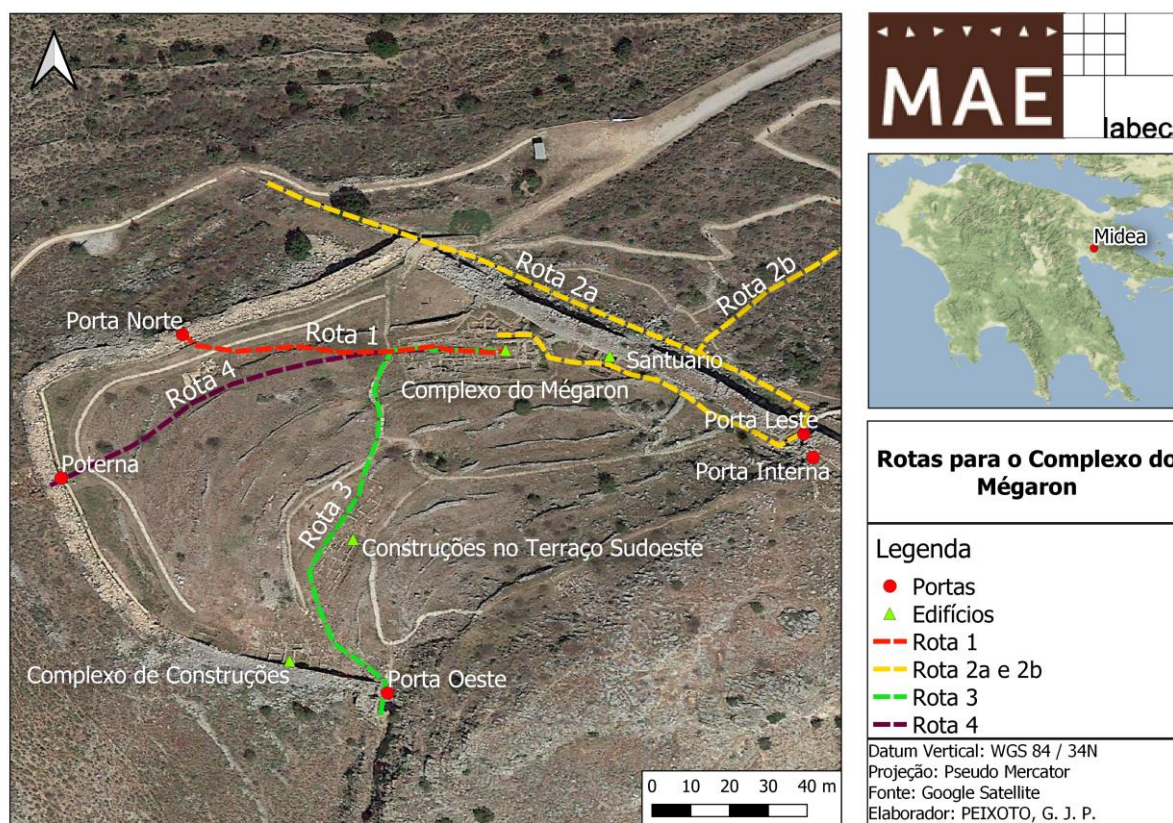 Rota 2a
Rota 2b
Porta Norte
Rota 1
Santuário
Rota 4
Complexo do Mégaron
Porta Leste
Poterna
Porta Interna
Rota 3
Construções no Terraço Sudoeste
Complexo de Construções
Porta Oeste
0 10 20 30 40 m
MAE
labec
Midea
Rotas para o Complexo do
Mégaron
Legenda
Portas
Edifícios
Rota 1
Rota 2a e 2b
Rota 3
Rota 4
Datum Vertical: WGS 84 / 34N
Projeção: Pseudo Mercator
Fonte: Google Satellite
Elaborador: PEIXOTO, G. J. P.